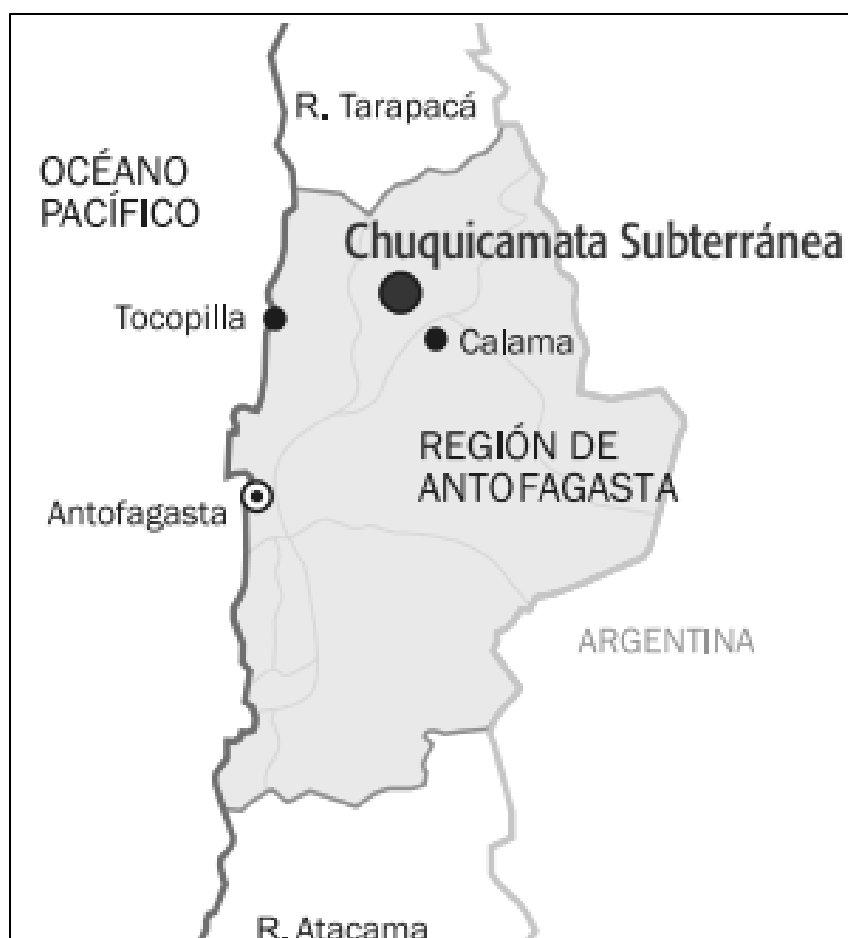 R. Tarapacá
OCÉANO
PACÍFICO
Chuquicamata Subterránea
Tocopilla
Calama
REGIÓN DE
ANTOFAGASTA
Antofagasta
ARGENTINA
R. Atacama